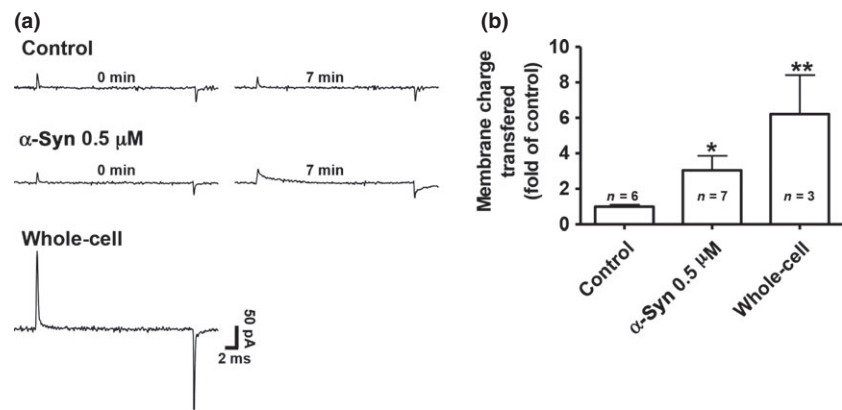 (a)
Control
0 min
7 min
α-Syn 0.5 μM
0 min
7 min
Whole-cell
50 pA
2 ms
(b)
Membrane charge
transfered
(fold of control)
10
8
6
4
2
0
n = 6
*
n = 7
**
n = 3
Control
α-Syn 0.5 μM
Whole-cell